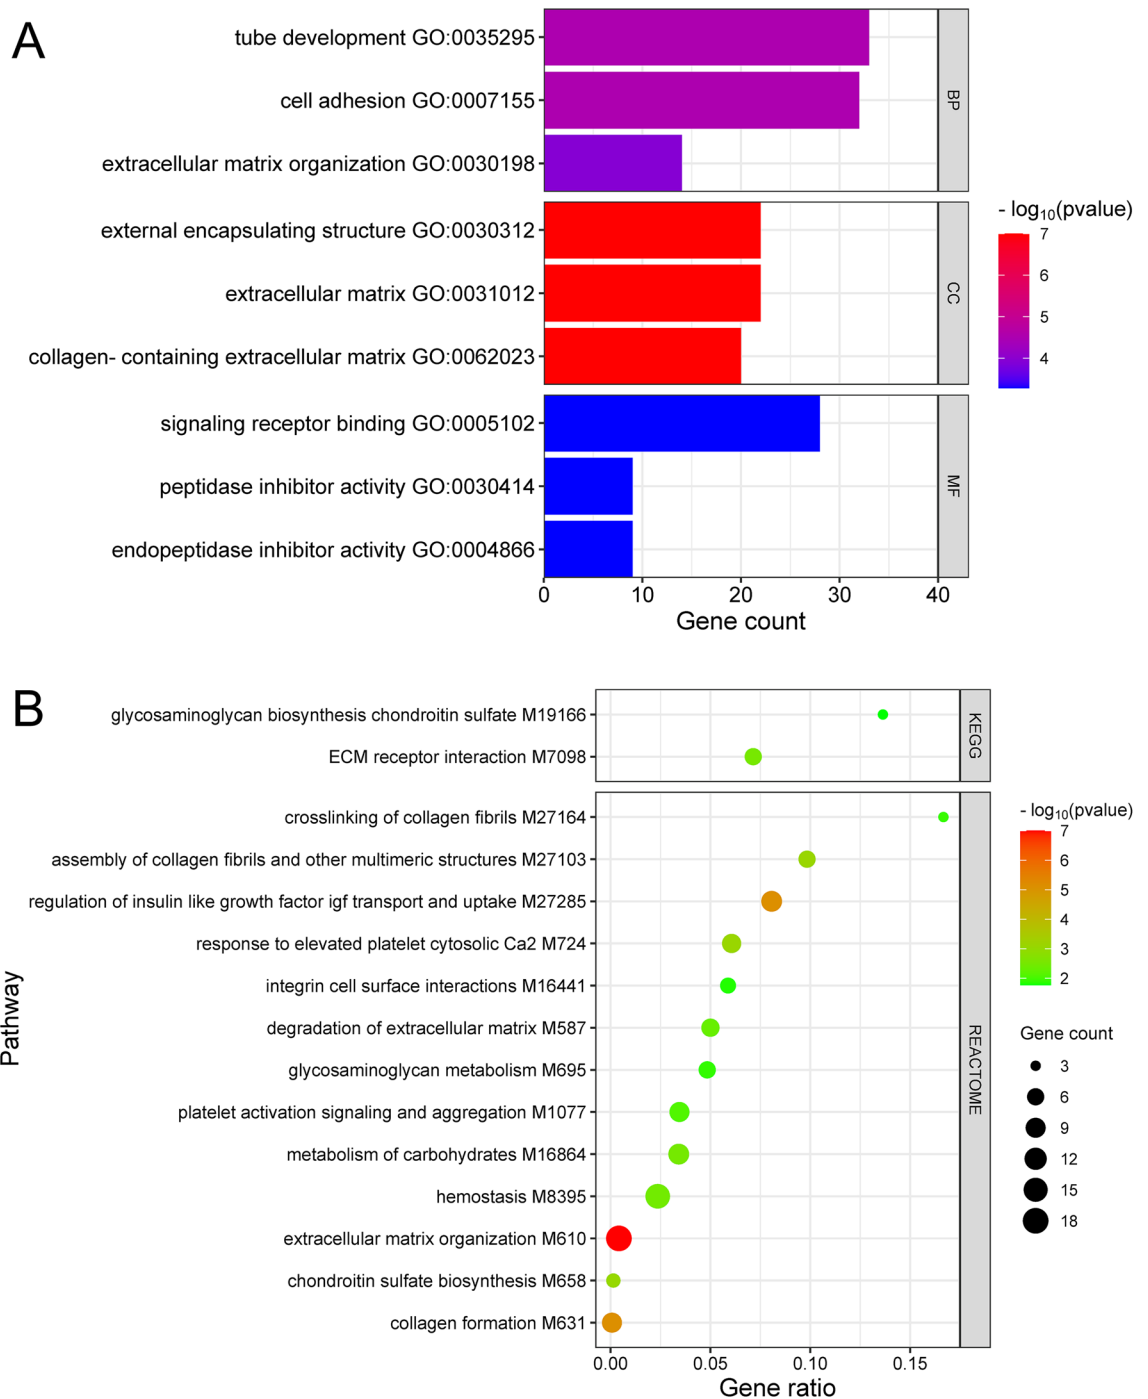 A
tube development GO:0035295
cell adhesion GO:0007155
extracellular matrix organization GO:0030198
BP
external encapsulating structure GO:0030312
extracellular matrix GO:0031012
collagen- containing extracellular matrix GO:0062023
CC
signaling receptor binding GO:0005102
peptidase inhibitor activity GO:0030414
endopeptidase inhibitor activity GO:0004866
MF
0 10 20 30 40
Gene count
- log10(pvalue)
7
6
5
4
B
Pathway
glycosaminoglycan biosynthesis chondroitin sulfate M19166
ECM receptor interaction M7098
KEGG
crosslinking of collagen fibrils M27164
assembly of collagen fibrils and other multimeric structures M27103
regulation of insulin like growth factor igf transport and uptake M27285
response to elevated platelet cytosolic Ca2 M724
integrin cell surface interactions M16441
degradation of extracellular matrix M587
glycosaminoglycan metabolism M695
platelet activation signaling and aggregation M1077
metabolism of carbohydrates M16864
hemostasis M8395
extracellular matrix organization M610
chondroitin sulfate biosynthesis M658
collagen formation M631
REACTOME
0.00 0.05 0.10 0.15
Gene ratio
- log10(pvalue)
7
6
5
4
3
2
Gene count
3
6
9
12
15
18